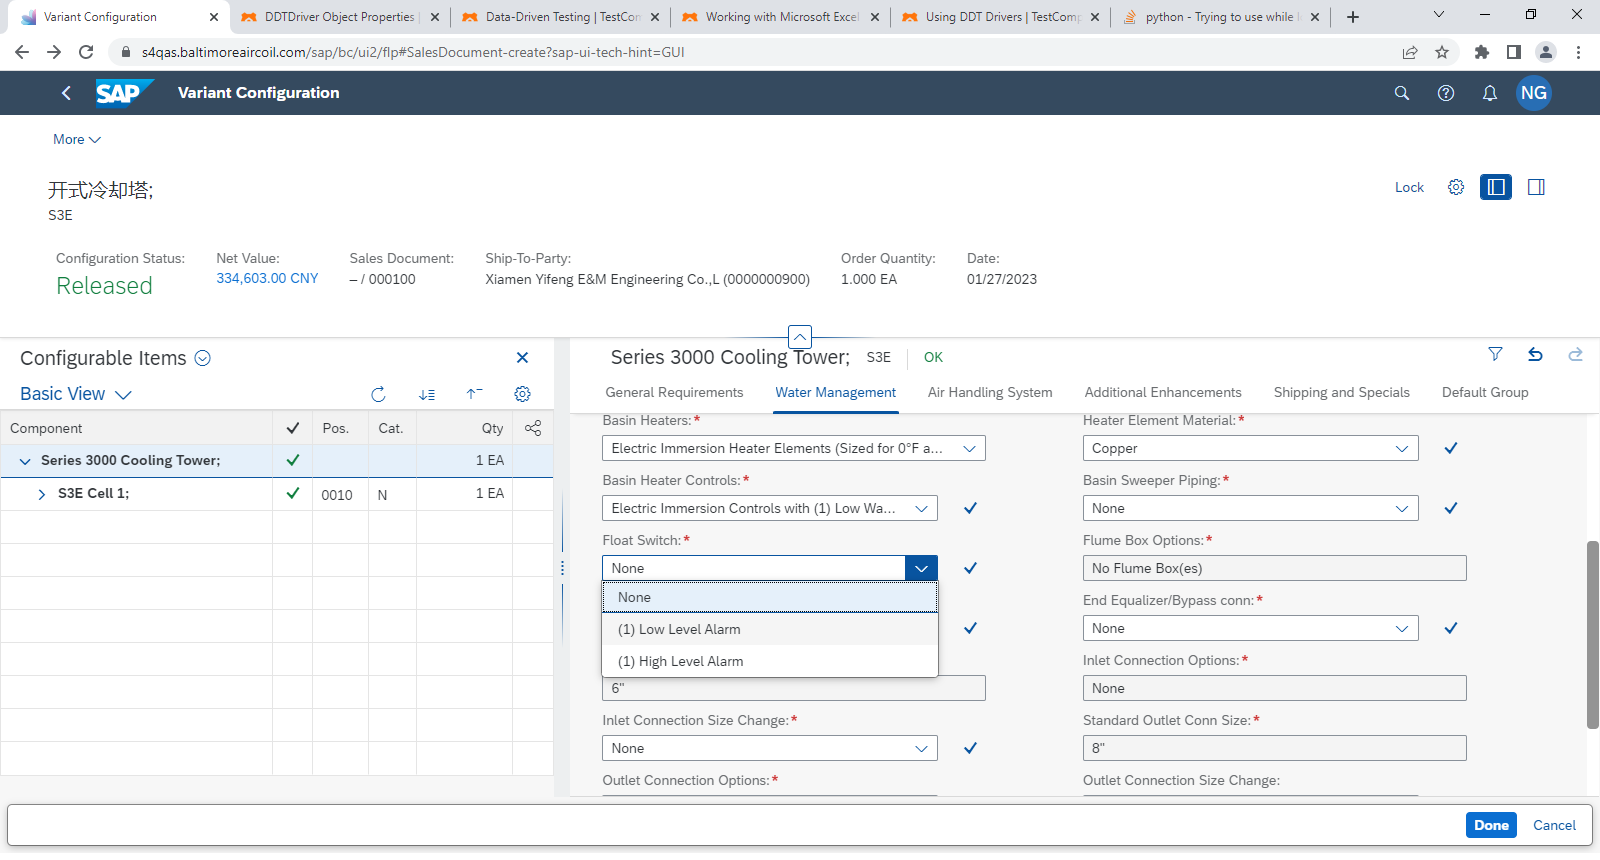 Variant Configuration
DDTDriver Object Properties
Data-Driven Testing | TestCom
Working with Microsoft Excel
Using DDT Drivers | TestComp
python - Trying to use while l
s4qas.baltimoreaircoil.com/sap/bc/ui2/flp#SalesDocument-create?sap-ui-tech-hint=GUI
SAP Variant Configuration NG
More
开式冷却塔;
S3E
Lock
Configuration Status: Net Value: Sales Document: Ship-To-Party: Order Quantity: Date:
Released 334,603.00 CNY – / 000100 Xiamen Yifeng E&M Engineering Co.,L (0000000900) 1.000 EA 01/27/2023
Configurable Items
Basic View
Component Pos. Cat. Qty
Series 3000 Cooling Tower; 1 EA
S3E Cell 1; 0010 N 1 EA
Series 3000 Cooling Tower; S3E OK
General Requirements Water Management Air Handling System Additional Enhancements Shipping and Specials Default Group
Basin Heaters:* Heater Element Material:*
Electric Immersion Heater Elements (Sized for 0°F a... Copper
Basin Heater Controls:* Basin Sweeper Piping:*
Electric Immersion Controls with (1) Low Wa... None
Float Switch:* Flume Box Options:*
None No Flume Box(es)
None End Equalizer/Bypass conn:*
(1) Low Level Alarm None
(1) High Level Alarm Inlet Connection Options:*
6" None
Inlet Connection Size Change:* Standard Outlet Conn Size:*
None 8"
Outlet Connection Options:* Outlet Connection Size Change:
Done Cancel